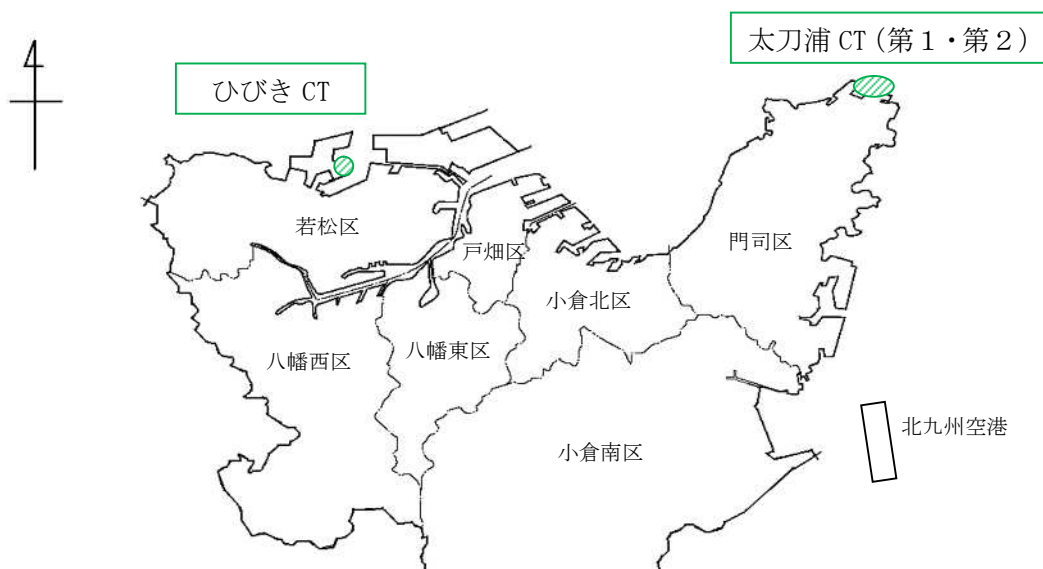 太刀浦 CT（第１・第２）
ひびき CT
若松区
戸畑区
門司区
小倉北区
八幡西区
八幡東区
北九州空港
小倉南区